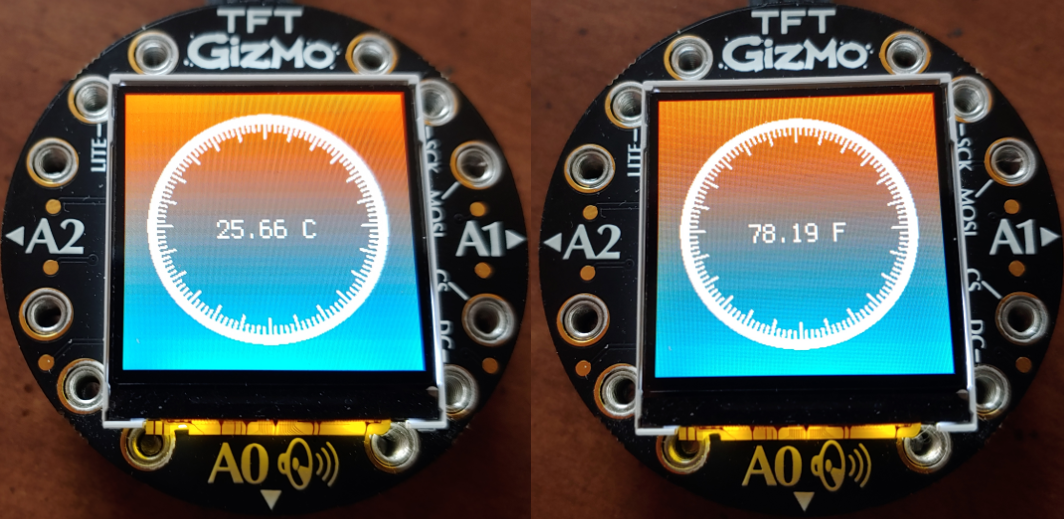 TFT
GizMo
LITE
SCK
MOSI
CS
DC
A2
A1
25.66 C
A0
TFT
GizMo
LITE
SCK
MOSI
CS
DC
A2
A1
78.19 F
A0